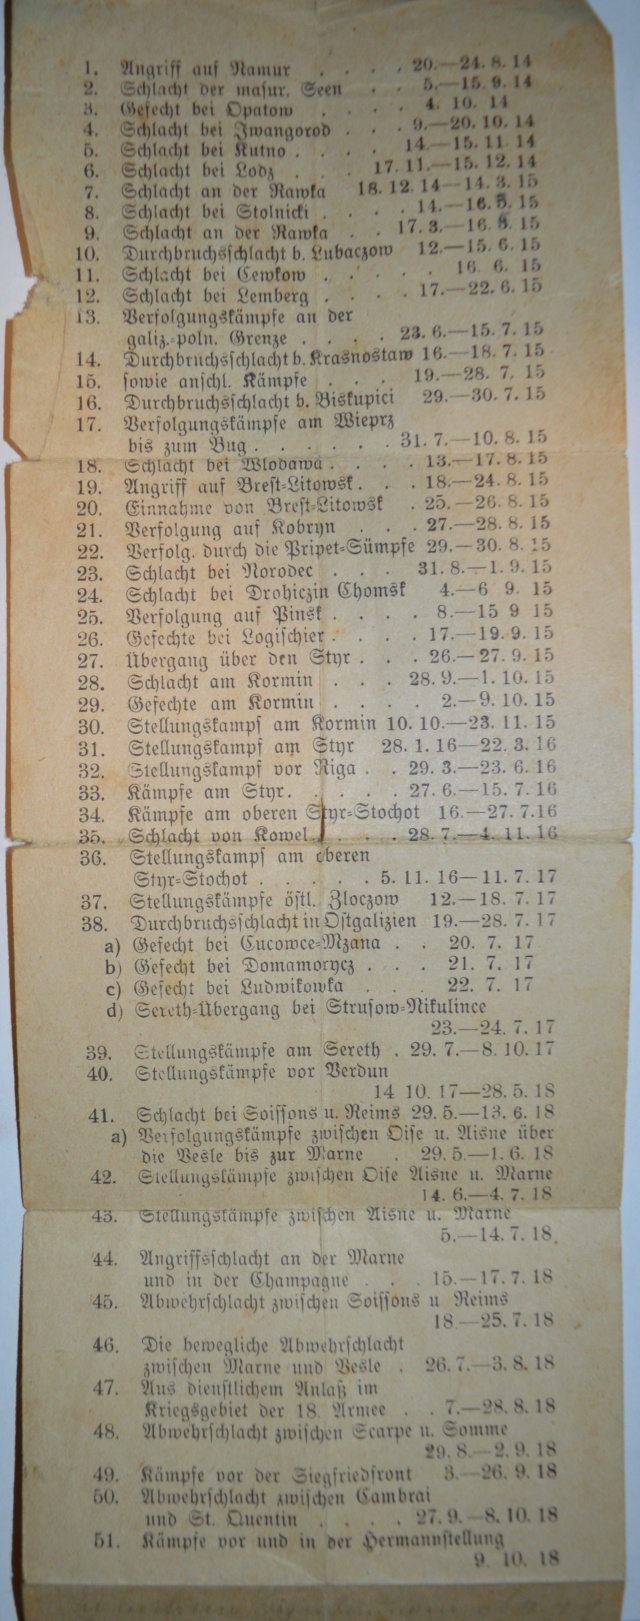 1. Angriff auf Namur . . . . 20.—24. 8. 14
2. Schlacht der masur. Seen . . 5.—15. 9. 14
3. Gefecht bei Opatow . . . . 4. 10. 14
4. Schlacht bei Iwangorod . . . 9.—20. 10. 14
5. Schlacht bei Kutno . . . . 14.—15. 11. 14
6. Schlacht bei Lodz . . . 17. 11.—15. 12. 14
7. Schlacht an der Rawka 18. 12. 14—14. 3. 15
8. Schlacht bei Stolnicki . . . . 14.—16. 5. 15
9. Schlacht an der Rawka . . 17. 3.—16. 5. 15
10. Durchbruchsschlacht b. Lubaczow 12.—15. 6. 15
11. Schlacht bei Cewkow . . . . . 16. 6. 15
12. Schlacht bei Lemberg . . . . 17.—22. 6. 15
13. Verfolgungskämpfe an der
galiz.-poln. Grenze . . . . 23. 6.—15. 7. 15
14. Durchbruchsschlacht b. Krasnostaw 16.—18. 7. 15
15. sowie anschl. Kämpfe . . . 19.—28. 7. 15
16. Durchbruchsschlacht b. Biskupici 29.—30. 7. 15
17. Verfolgungskämpfe am Wieprz
bis zum Bug . . . . . . 31. 7.—10. 8. 15
18. Schlacht bei Wlodawa . . . . 13.—17. 8. 15
19. Angriff auf Brest-Litowsk . . . 18.—24. 8. 15
20. Einnahme von Brest-Litowsk . 25.—26. 8. 15
21. Verfolgung auf Kobryn . . . 27.—28. 8. 15
22. Verfolg. durch die Pripet-Sümpfe 29.—30. 8. 15
23. Schlacht bei Norodec . . . 31. 8.—1. 9. 15
24. Schlacht bei Drohiczin Chomsk 4.—6 9. 15
25. Verfolgung auf Pinsk . . . . 8.—15 9 15
26. Gefechte bei Logischier . . . . 17.—19. 9. 15
27. Übergang über den Styr . . . 26.—27. 9. 15
28. Schlacht am Kormin . . . 28. 9.—1. 10. 15
29. Gefechte am Kormin . . . . 2.—9. 10. 15
30. Stellungskampf am Kormin 10. 10.—23. 11. 15
31. Stellungskampf am Styr 28. 1. 16—22. 3. 16
32. Stellungskampf vor Riga . . 29. 3.—23. 6. 16
33. Kämpfe am Styr . . . . . 27. 6.—15. 7. 16
34. Kämpfe am oberen Styr-Stochot 16.—27. 7.16
35. Schlacht von Kowel . . . . 28. 7.—4. 11. 16
36. Stellungskampf am oberen
Styr-Stochot . . . . . 5. 11. 16—11. 7. 17
37. Stellungskämpfe östl. Zloczow 12.—18. 7. 17
38. Durchbruchsschlacht in Ostgalizien 19.—28. 7. 17
a) Gefecht bei Cucowce-Mzana . . 20. 7. 17
b) Gefecht bei Domamorycz . . . 21. 7. 17
c) Gefecht bei Ludwikowka . . . 22. 7. 17
d) Sereth-Übergang bei Strusow-Nikulince
23.—24. 7. 17
39. Stellungskämpfe am Sereth . 29. 7.—8. 10. 17
40. Stellungskämpfe vor Verdun
14 10. 17—28. 5. 18
41. Schlacht bei Soissons u. Reims 29. 5.—13. 6. 18
a) Verfolgungskämpfe zwischen Oise u. Aisne über
die Vesle bis zur Marne . 29. 5.—1. 6. 18
42. Stellungskämpfe zwischen Oise Aisne u. Marne
14. 6.—4. 7. 18
43. Stellungskämpfe zwischen Aisne u. Marne
5.—14. 7. 18.
44. Angriffsschlacht an der Marne
und in der Champagne . . . 15.—17. 7. 18
45. Abwehrschlacht zwischen Soissons u Reims
18—25. 7. 18
46. Die bewegliche Abwehrschlacht
zwischen Marne und Vesle . 26. 7.—3. 8. 18
47. Aus dienstlichem Anlaß im
Kriegsgebiet der 18. Armee . . 7.—28. 8. 18
48. Abwehrschlacht zwischen Scarpe u. Somme
29. 8.—2. 9. 18
49. Kämpfe vor der Siegfriedfront 3.—26. 9. 18
50. Abwehrschlacht zwischen Cambrai
und St. Quentin . . . . 27. 9.—8. 10. 18
51. Kämpfe vor und in der Hermannstellung
9. 10. 18